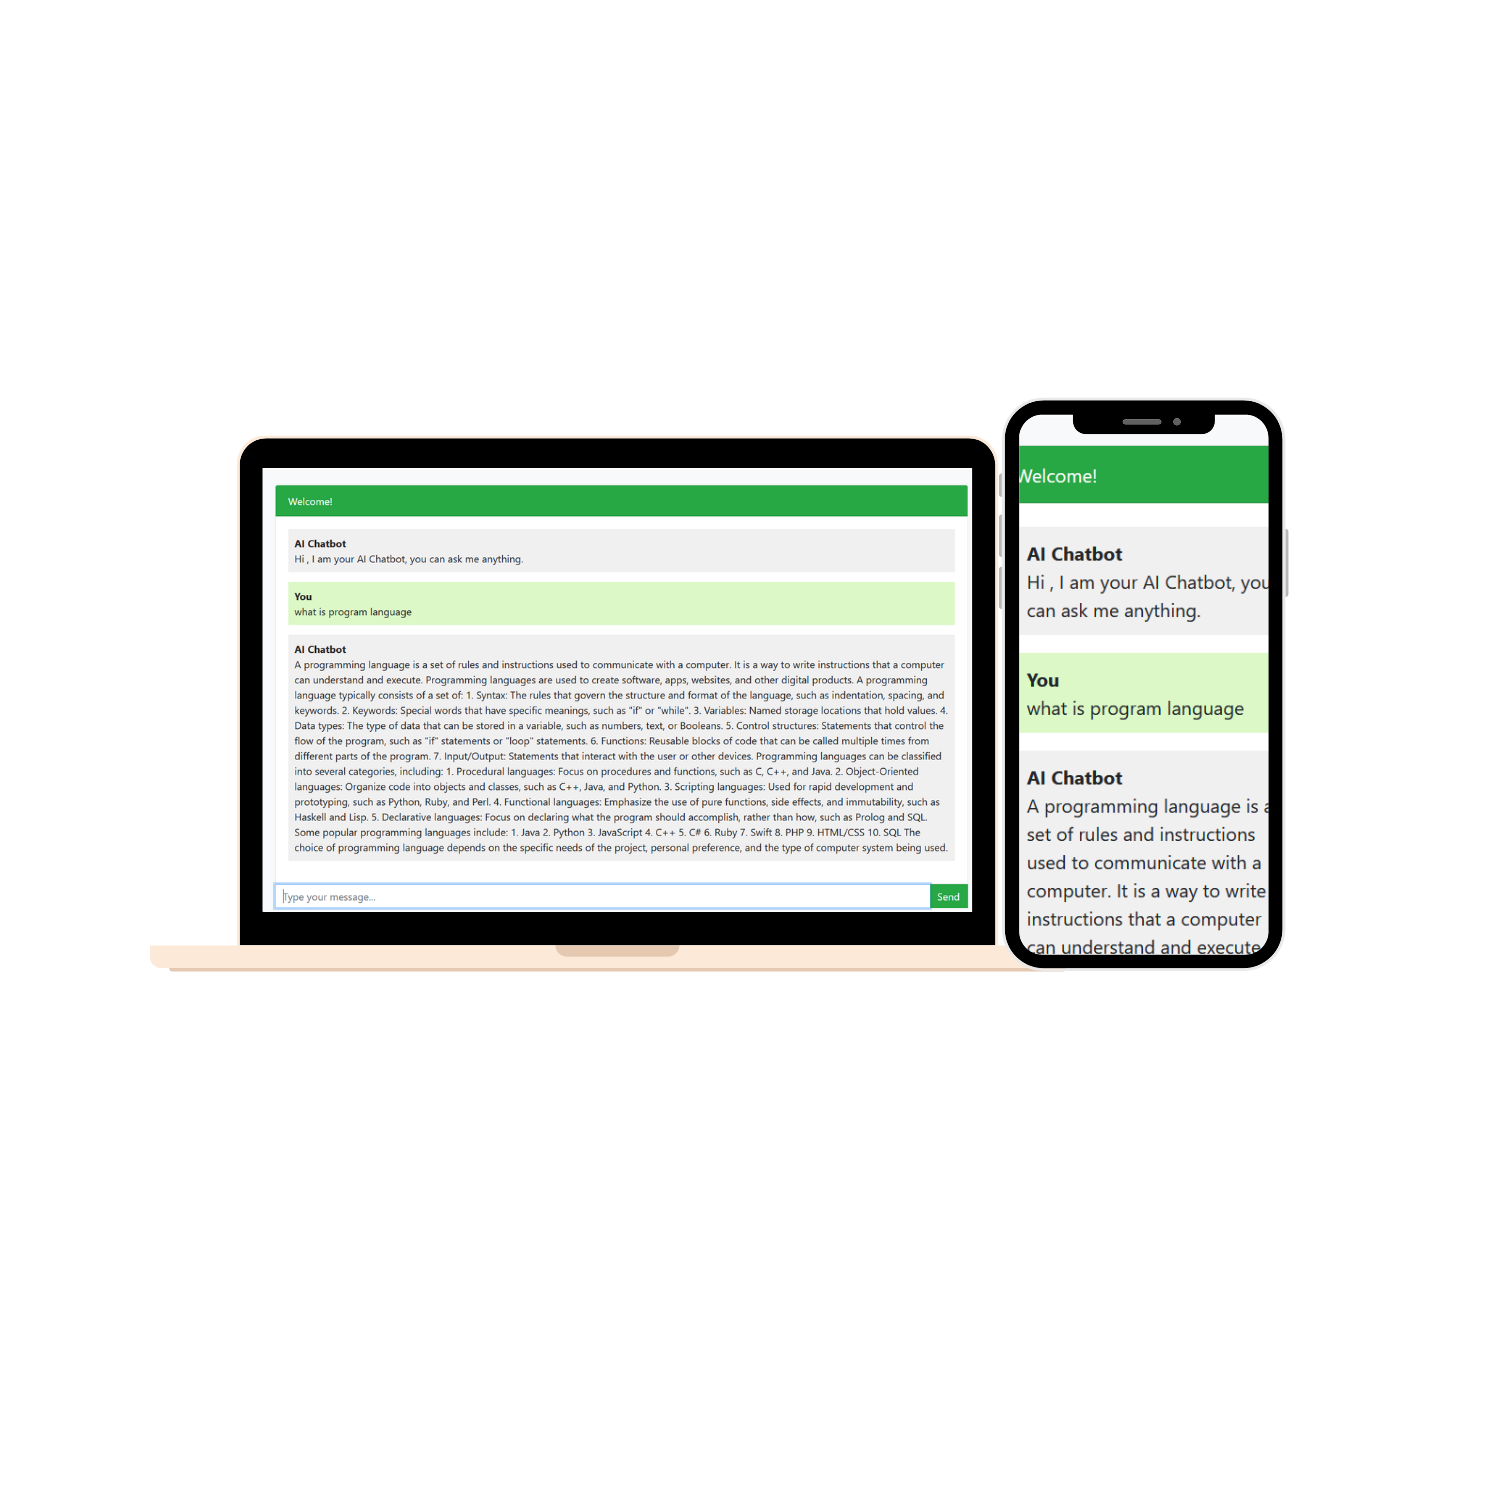 Welcome!
AI Chatbot
Hi , I am your AI Chatbot, you can ask me anything.
You
what is program language
AI Chatbot
A programming language is a set of rules and instructions used to communicate with a computer. It is a way to write instructions that a computer
can understand and execute. Programming languages are used to create software, apps, websites, and other digital products. A programming
language typically consists of a set of: 1. Syntax: The rules that govern the structure and format of the language, such as indentation, spacing, and
keywords. 2. Keywords: Special words that have specific meanings, such as "if" or "while". 3. Variables: Named storage locations that hold values. 4.
Data types: The type of data that can be stored in a variable, such as numbers, text, or Booleans. 5. Control structures: Statements that control the
flow of the program, such as "if" statements or "loop" statements. 6. Functions: Reusable blocks of code that can be called multiple times from
different parts of the program. 7. Input/Output: Statements that interact with the user or other devices. Programming languages can be classified
into several categories, including: 1. Procedural languages: Focus on procedures and functions, such as C, C++, and Java. 2. Object-Oriented
languages: Organize code into objects and classes, such as C++, Java, and Python. 3. Scripting languages: Used for rapid development and
prototyping, such as Python, Ruby, and Perl. 4. Functional languages: Emphasize the use of pure functions, side effects, and immutability, such as
Haskell and Lisp. 5. Declarative languages: Focus on declaring what the program should accomplish, rather than how, such as Prolog and SQL.
Some popular programming languages include: 1. Java 2. Python 3. JavaScript 4. C++ 5. C# 6. Ruby 7. Swift 8. PHP 9. HTML/CSS 10. SQL The
choice of programming language depends on the specific needs of the project, personal preference, and the type of computer system being used.
Type your message...
Send
Welcome!
AI Chatbot
Hi , I am your AI Chatbot, you
can ask me anything.
You
what is program language
AI Chatbot
A programming language is a
set of rules and instructions
used to communicate with a
computer. It is a way to write
instructions that a computer
can understand and execute